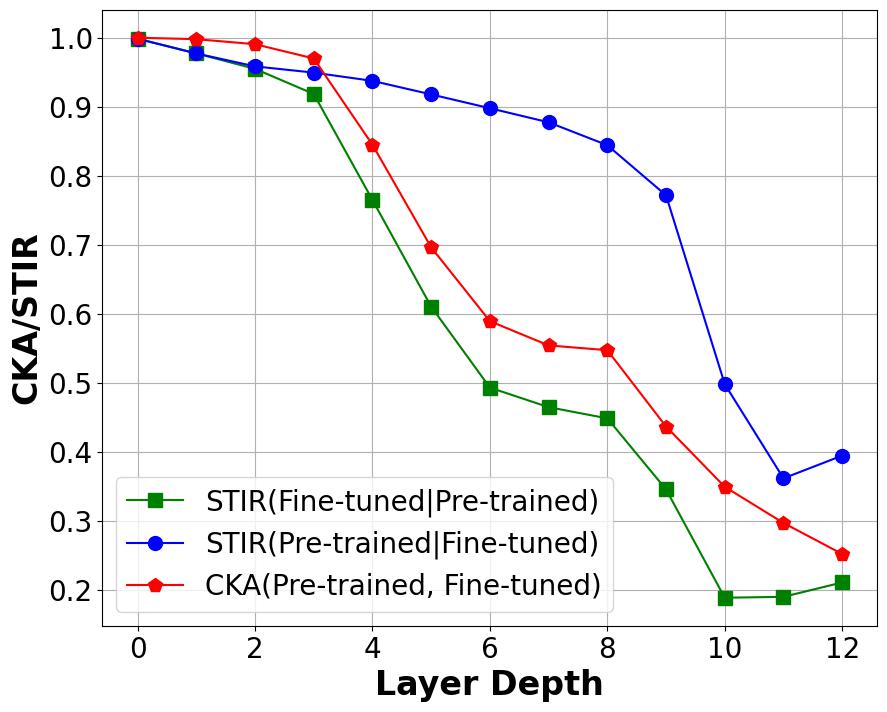 CKA/STIR
1.0
0.9
0.8
0.7
0.6
0.5
0.4
0.3
0.2
STIR(Fine-tuned|Pre-trained)
STIR(Pre-trained|Fine-tuned)
CKA(Pre-trained, Fine-tuned)
0 2 4 6 8 10 12
Layer Depth